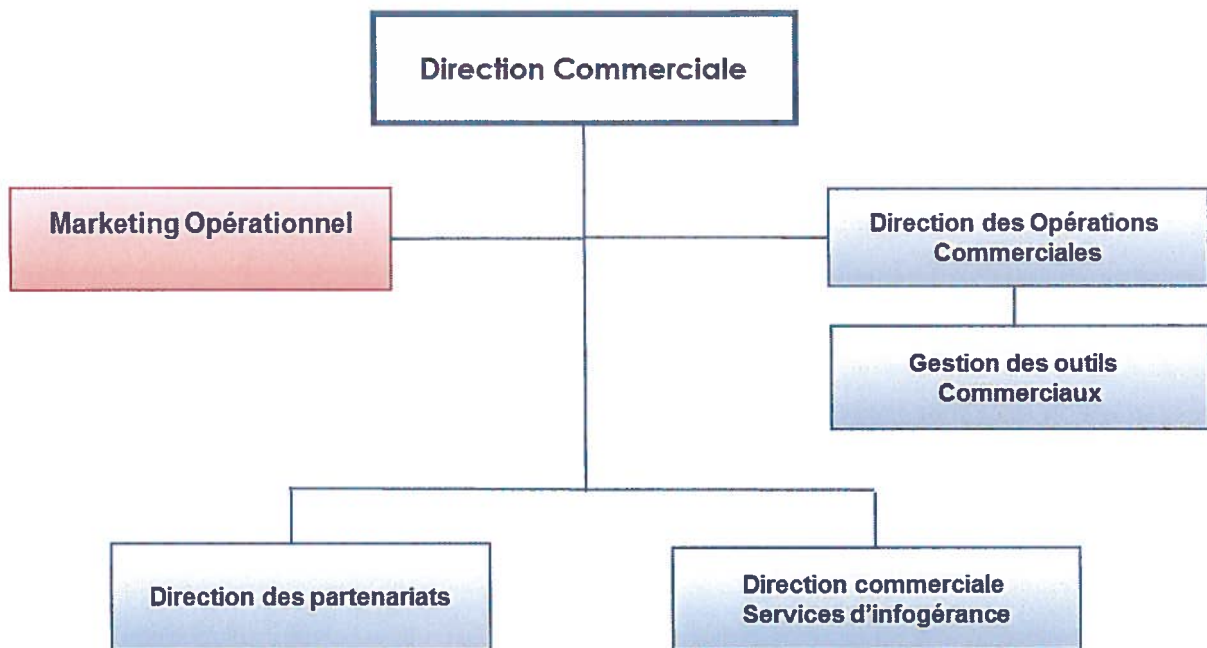 Direction Commerciale
Marketing Opérationnel
Direction des Opérations
Commerciales
Gestion des outils
Commerciaux
Direction des partenariats
Direction commerciale
Services d'infogérance